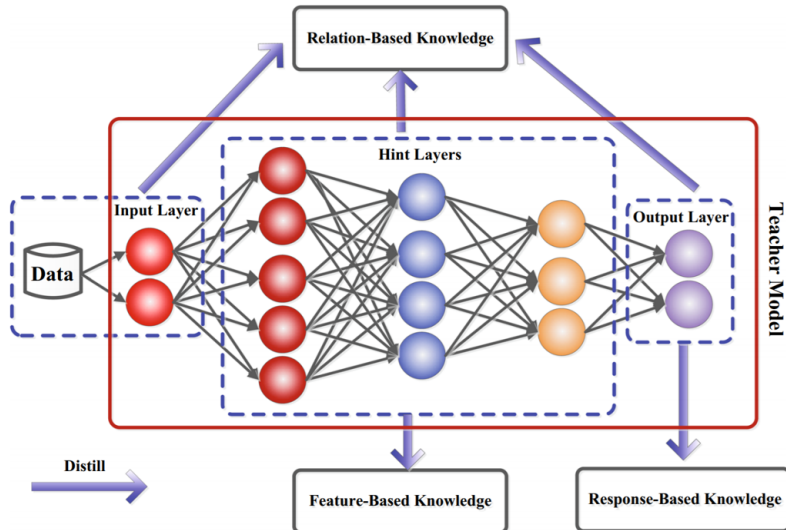 Relation-Based Knowledge
Hint Layers
Input Layer
Output Layer
Data
Teacher Model
Distill
Feature-Based Knowledge
Response-Based Knowledge